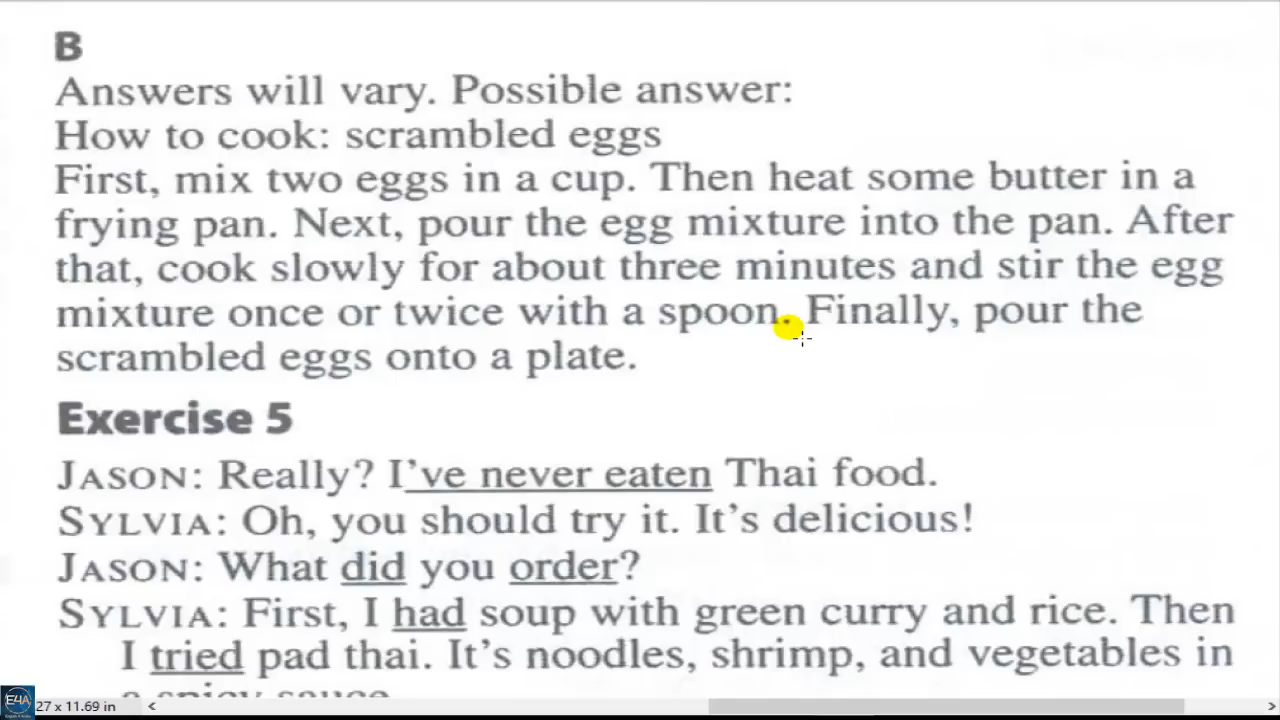 B
Answers will vary. Possible answer:
How to cook: scrambled eggs
First, mix two eggs in a cup. Then heat some butter in a
frying pan. Next, pour the egg mixture into the pan. After
that, cook slowly for about three minutes and stir the egg
mixture once or twice with a spoon. Finally, pour the
scrambled eggs onto a plate.
Exercise 5
JASON: Really? I've never eaten Thai food.
SYLVIA: Oh, you should try it. It's delicious!
JASON: What did you order?
SYLVIA: First, I had soup with green curry and rice. Then
I tried pad thai. It's noodles, shrimp, and vegetables in
a spicy sauce.
E4A
27 x 11.69 in